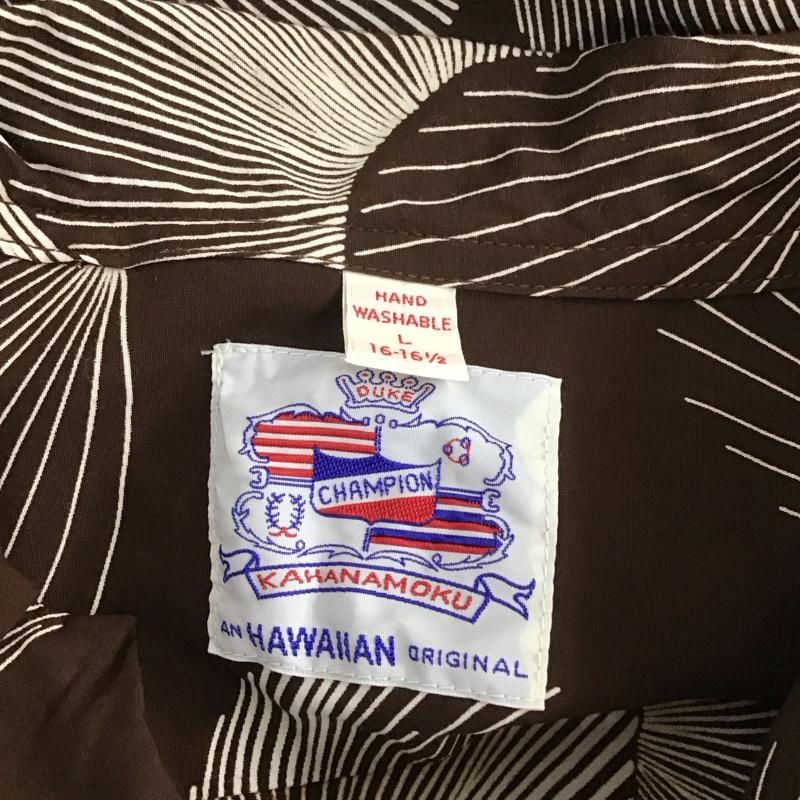 HAND
WASHABLE
L
16-16½
DUKE
CHAMPION
KAHANAMOKU
AN HAWAIIAN ORIGINAL